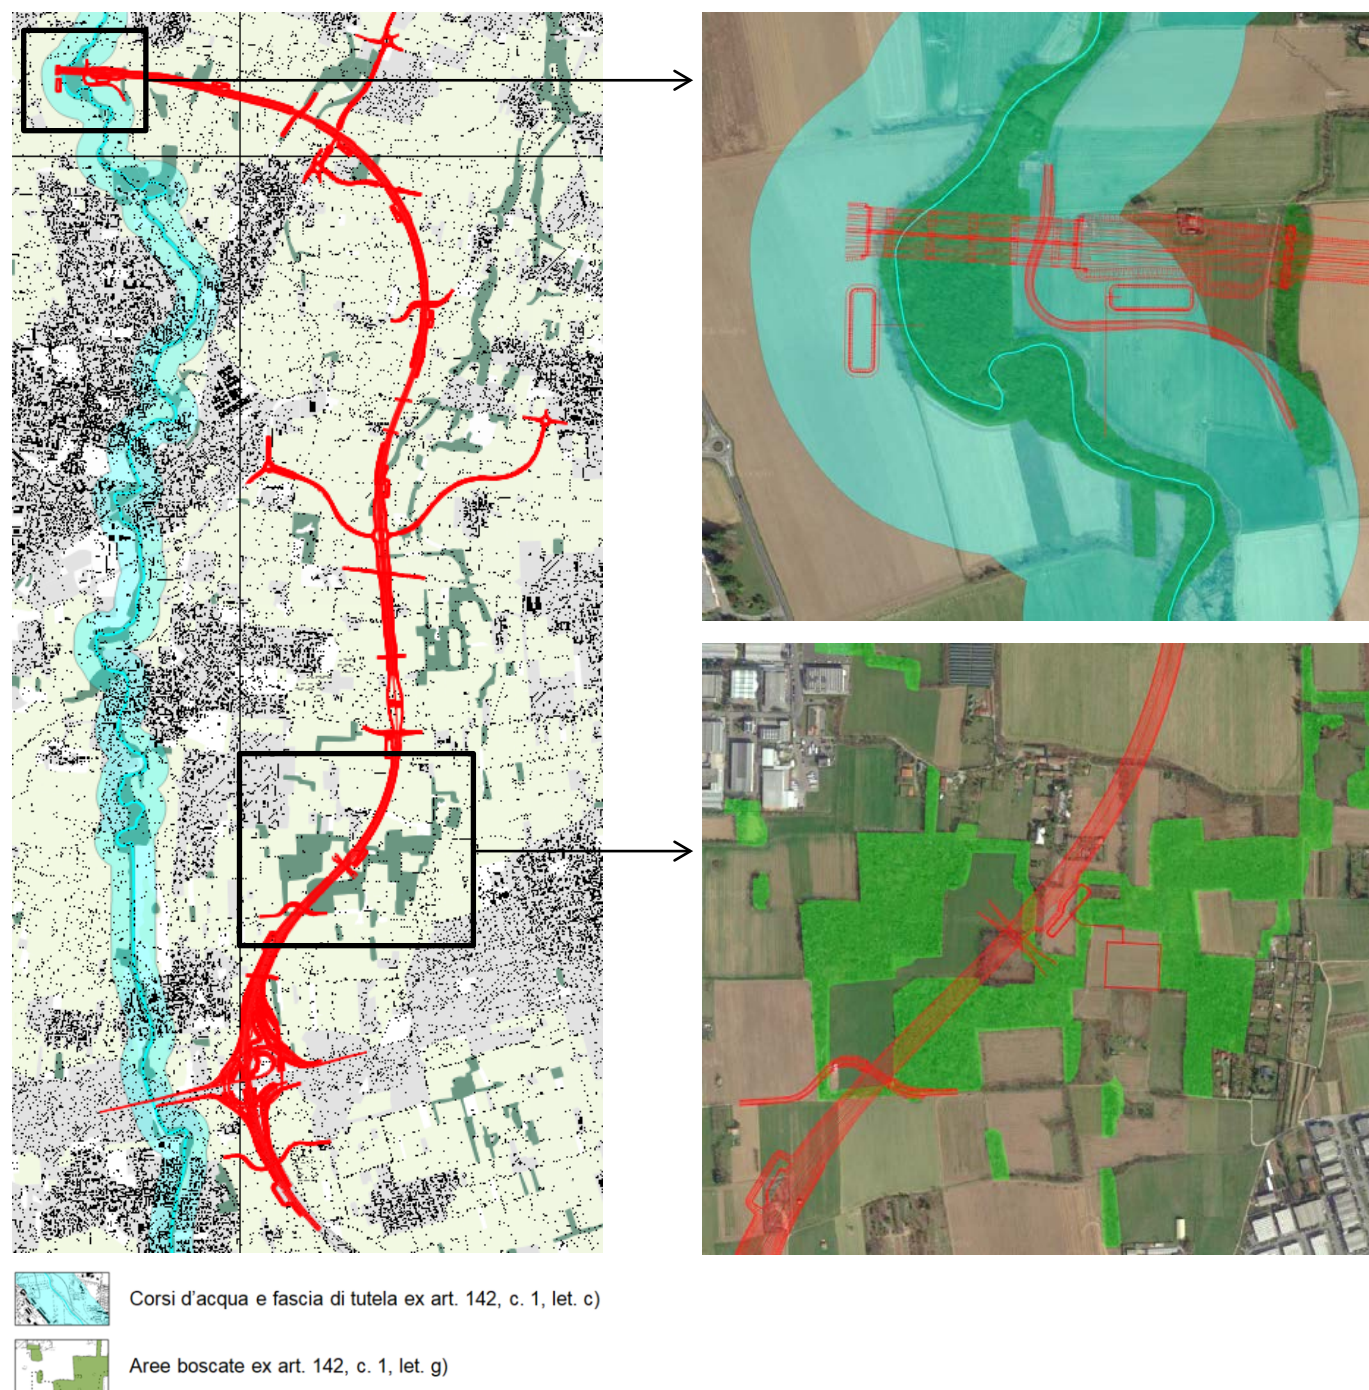 Corsi d'acqua e fascia di tutela ex art. 142, c. 1, let. c)
Aree boscate ex art. 142, c. 1, let. g)